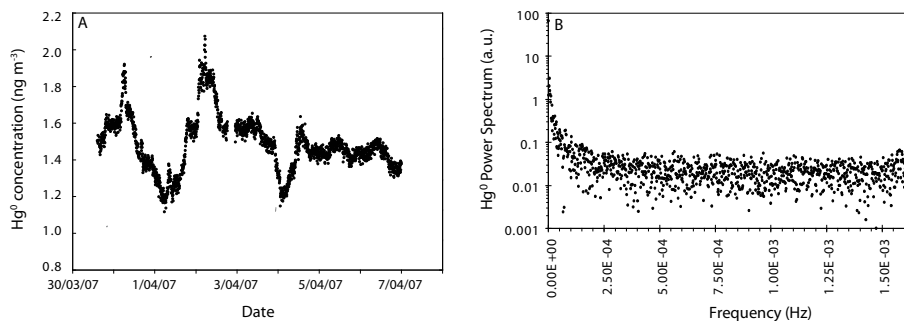 A
Hg⁰ concentration (ng m⁻³)
2.2
2.0
1.8
1.6
1.4
1.2
1.0
0.8
30/03/07 1/04/07 3/04/07 5/04/07 7/04/07
Date
B
Hg⁰ Power Spectrum (a. u.)
100
10
1
0.1
0.01
0.001
0.00E+00 2.50E-04 5.00E-04 7.50E-04 1.00E-03 1.25E-03 1.50E-03
Frequency (Hz)